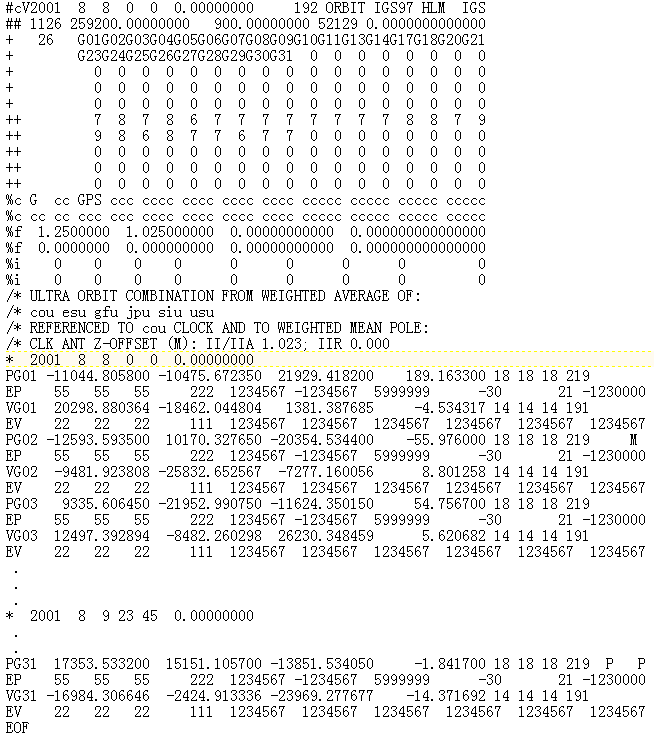 #cV2001  8  8  0  0  0.00000000     192 ORBIT IGS97 HLM  IGS
## 1126 259200.00000000   900.00000000 52129 0.0000000000000
+   26   G01G02G03G04G05G06G07G08G09G10G11G13G14G17G18G20G21
+        G23G24G25G26G27G28G29G30G31  0  0  0  0  0  0  0  0
+          0  0  0  0  0  0  0  0  0  0  0  0  0  0  0  0  0
+          0  0  0  0  0  0  0  0  0  0  0  0  0  0  0  0  0
+          0  0  0  0  0  0  0  0  0  0  0  0  0  0  0  0  0
++         7  8  7  8  6  7  7  7  7  7  7  7  7  8  8  7  9
++         9  8  6  8  7  7  6  7  7  0  0  0  0  0  0  0  0
++         0  0  0  0  0  0  0  0  0  0  0  0  0  0  0  0  0
++         0  0  0  0  0  0  0  0  0  0  0  0  0  0  0  0  0
++         0  0  0  0  0  0  0  0  0  0  0  0  0  0  0  0  0
%c G  cc GPS ccc cccc cccc cccc cccc ccccc ccccc ccccc ccccc
%c cc cc ccc ccc cccc cccc cccc cccc ccccc ccccc ccccc ccccc
%f  1.2500000  1.025000000  0.00000000000  0.000000000000000
%f  0.0000000  0.000000000  0.00000000000  0.000000000000000
%i    0    0    0    0      0      0      0      0         0
%i    0    0    0    0      0      0      0      0         0
/* ULTRA ORBIT COMBINATION FROM WEIGHTED AVERAGE OF:
/* cou esu gfu jpu siu usu
/* REFERENCED TO cou CLOCK AND TO WEIGHTED MEAN POLE:
/* CLK ANT Z-OFFSET (M): II/IIA 1.023; IIR 0.000
*  2001  8  8  0  0  0.00000000
PG01 -11044.805800 -10475.672350  21929.418200    189.163300 18 18 18 219
EP  55   55   55     222  1234567 -1234567  5999999      -30       21 -1230000
VG01  20298.880364 -18462.044804   1381.387685     -4.534317 14 14 14 191
EV  22   22   22     111  1234567  1234567  1234567  1234567  1234567  1234567
PG02 -12593.593500  10170.327650 -20354.534400    -55.976000 18 18 18 219     M
EP  55   55   55     222  1234567 -1234567  5999999      -30       21 -1230000
VG02  -9481.923808 -25832.652567  -7277.160056      8.801258 14 14 14 191
EV  22   22   22     111  1234567  1234567  1234567  1234567  1234567  1234567
PG03   9335.606450 -21952.990750 -11624.350150     54.756700 18 18 18 219
EP  55   55   55     222  1234567 -1234567  5999999      -30       21 -1230000
VG03  12497.392894  -8482.260298  26230.348459      5.620682 14 14 14 191
EV  22   22   22     111  1234567  1234567  1234567  1234567  1234567  1234567
.
.
.
*  2001  8  9 23 45  0.00000000
.
.
PG31  17353.533200  15151.105700 -13851.534050     -1.841700 18 18 18 219  P   P
EP  55   55   55     222  1234567 -1234567  5999999      -30       21 -1230000
VG31 -16984.306646  -2424.913336 -23969.277677    -14.371692 14 14 14 191
EV  22   22   22     111  1234567  1234567  1234567  1234567  1234567  1234567
EOF